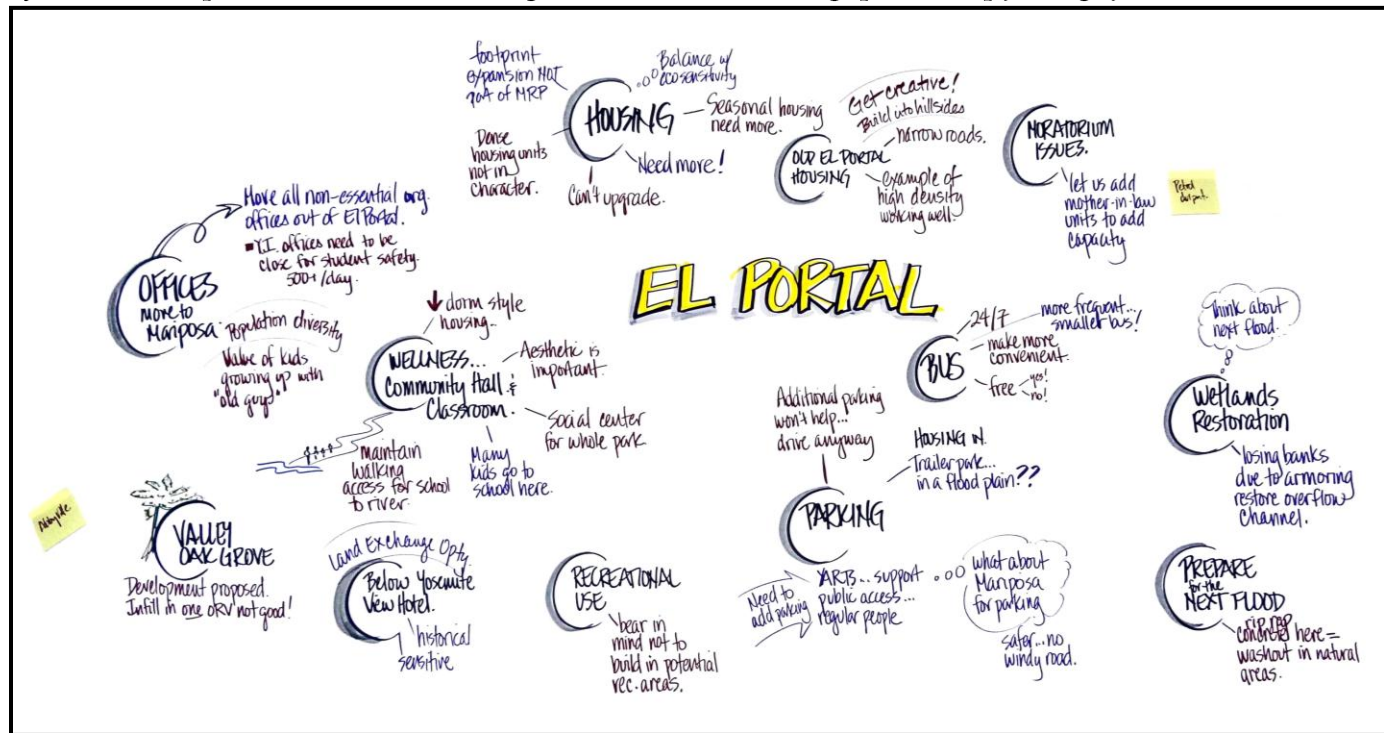 EL PORTAL
footprint
expansion NOT
part of MRP
Balance w/
ecosensitivity
HOUSING
Seasonal housing
need more.
Dense
housing units
not in
character.
Need more!
Can't upgrade.
Get creative!
Build into hillsides
narrow roads.
OLD EL PORTAL
HOUSING
example of
high density
working well.
MORATORIUM
ISSUES.
let us add
mother-in-law
units to add
capacity
Move all non-essential org.
offices out of El Portal.
Y.I. offices need to be
close for student safety.
500+/day.
OFFICES
move to
Mariposa
Population diversity
Value of kids
growing up with
"old guys"
dorm style
housing..
WELLNESS...
Community Hall &
Classroom.
Aesthetic is
important.
Social center
for whole park
Many
kids go to
school here.
maintain
walking
access for school
to river.
24/7
more frequent...
smaller bus!
make more
convenient.
BUS
free
yes!
no!
Think about
next flood.
Wetlands
Restoration
losing banks
due to armoring
restore overflow
channel.
Additional parking
won't help...
drive anyway
HOUSING IN
Trailer park...
in a flood plain??
PARKING
Need to
add parking
YARTS...support
public access...
regular people
what about
Mariposa
for parking
safer...no
windy road.
VALLEY
OAK GROVE
Development proposed.
Infill in one ORV not good!
Land Exchange Opty.
Below Yosemite
View Hotel.
historical
sensitive
RECREATIONAL
USE
bear in
mind not to
build in potential
rec. areas.
PREPARE
for the
NEXT FLOOD
rip rap
concrete here =
washout in natural
areas.